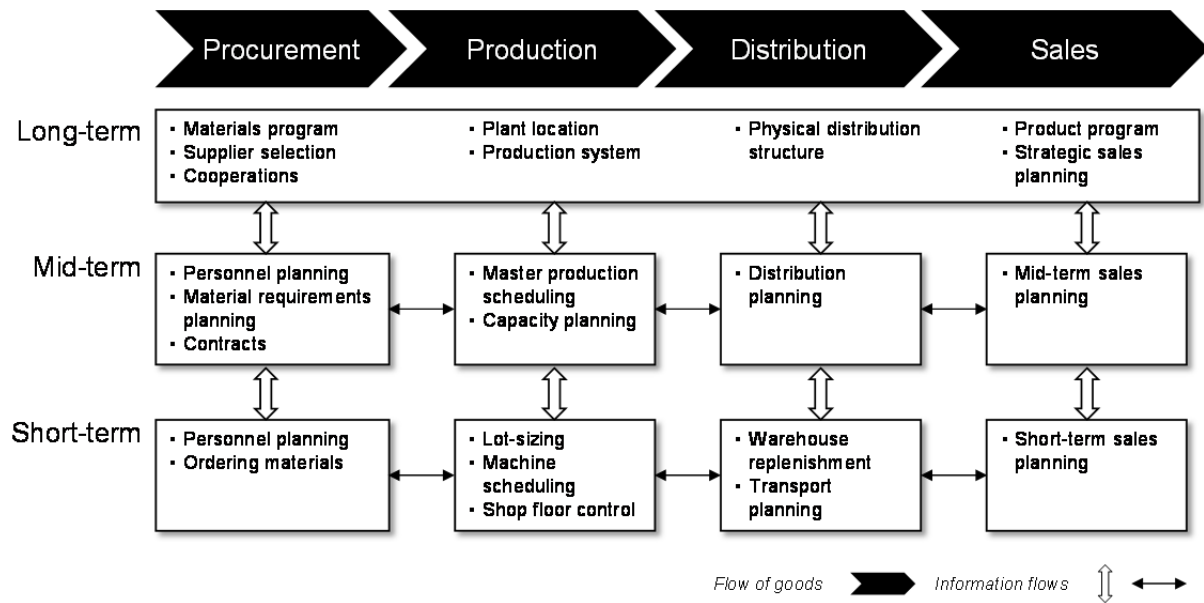 Procurement
Production
Distribution
Sales
Long-term
▪ Materials program
▪ Supplier selection
▪ Cooperations
▪ Plant location
▪ Production system
▪ Physical distribution
structure
▪ Product program
▪ Strategic sales
planning
Mid-term
▪ Personnel planning
▪ Material requirements
planning
▪ Contracts
▪ Master production
scheduling
▪ Capacity planning
▪ Distribution
planning
▪ Mid-term sales
planning
Short-term
▪ Personnel planning
▪ Ordering materials
▪ Lot-sizing
▪ Machine
scheduling
▪ Shop floor control
▪ Warehouse
replenishment
▪ Transport
planning
▪ Short-term sales
planning
Flow of goods
Information flows